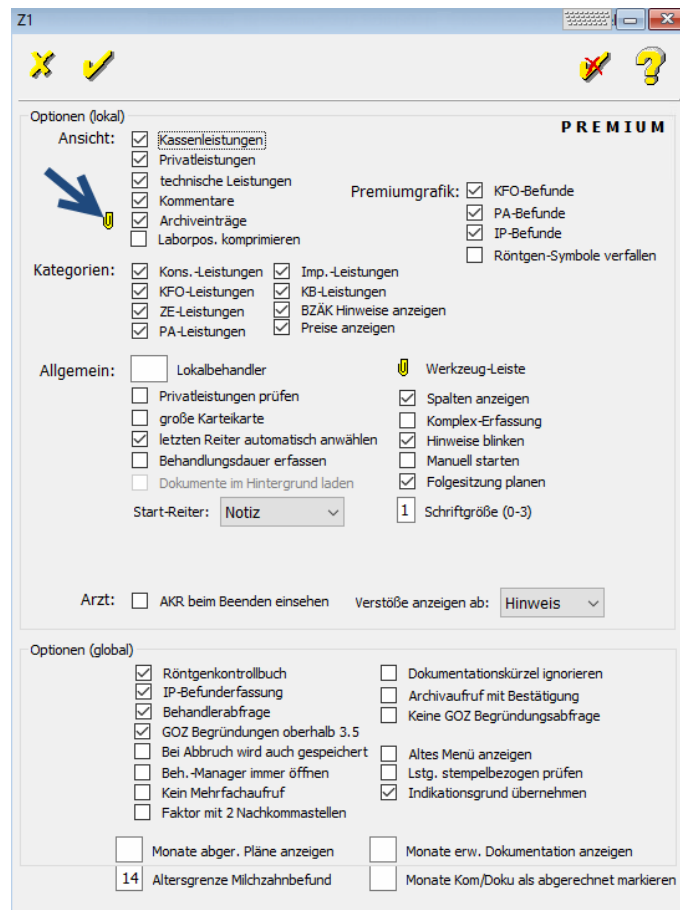 Z1
Optionen (lokal)
PREMIUM
Ansicht:
Kassenleistungen
Privatleistungen
technische Leistungen
Kommentare
Archiveinträge
Laborpos. komprimieren
Premiumgrafik:
KFO-Befunde
PA-Befunde
IP-Befunde
Röntgen-Symbole verfallen
Kategorien:
Kons.-Leistungen
Imp.-Leistungen
KFO-Leistungen
KB-Leistungen
ZE-Leistungen
BZÄK Hinweise anzeigen
PA-Leistungen
Preise anzeigen
Allgemein:
Lokalbehandler
Privatleistungen prüfen
große Karteikarte
letzten Reiter automatisch anwählen
Behandlungsdauer erfassen
Dokumente im Hintergrund laden
Start-Reiter: Notiz
Werkzeug-Leiste
Spalten anzeigen
Komplex-Erfassung
Hinweise blinken
Manuell starten
Folgesitzung planen
1 Schriftgröße (0-3)
Arzt:
AKR beim Beenden einsehen
Verstöße anzeigen ab: Hinweis
Optionen (global)
Röntgenkontrollbuch
IP-Befunderfassung
Behandlerabfrage
GOZ Begründungen oberhalb 3.5
Bei Abbruch wird auch gespeichert
Beh.-Manager immer öffnen
Kein Mehrfachaufruf
Faktor mit 2 Nachkommastellen
Dokumentationskürzel ignorieren
Archivaufruf mit Bestätigung
Keine GOZ Begründungsabfrage
Altes Menü anzeigen
Lstg. stempelbezogen prüfen
Indikationsgrund übernehmen
Monate abger. Pläne anzeigen
Monate erw. Dokumentation anzeigen
14 Altersgrenze Milchzahnbefund
Monate Kom/Doku als abgerechnet markieren